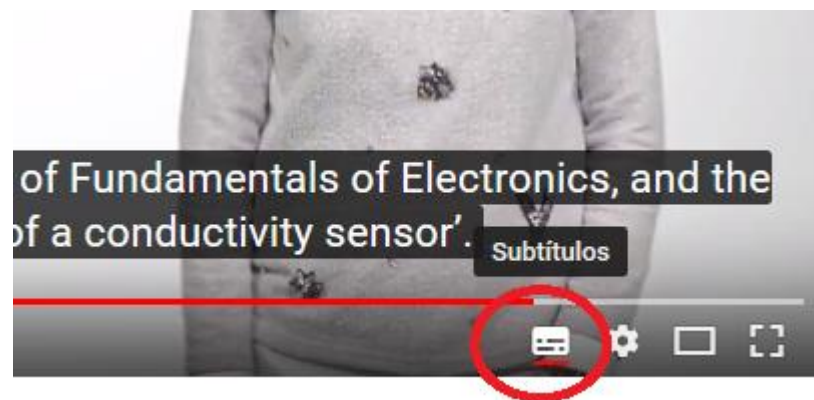 of Fundamentals of Electronics, and the
of a conductivity sensor’.
Subtítulos